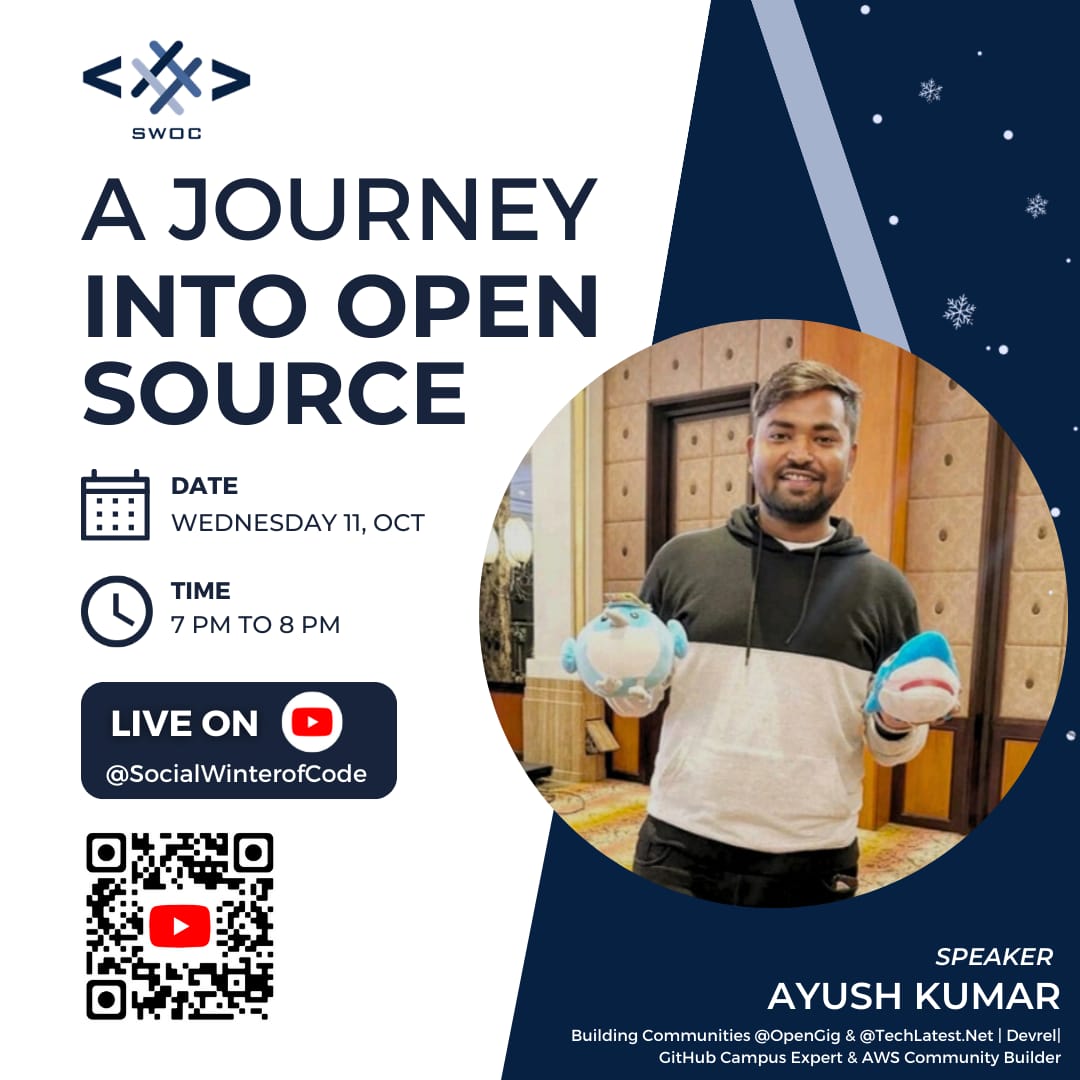 SWOC
A JOURNEY
INTO OPEN
SOURCE
DATE
WEDNESDAY 11, OCT
TIME
7 PM TO 8 PM
LIVE ON
@SocialWinterofCode
SPEAKER
AYUSH KUMAR
Building Communities @OpenGig & @TechLatest.Net | Devrel|
GitHub Campus Expert & AWS Community Builder